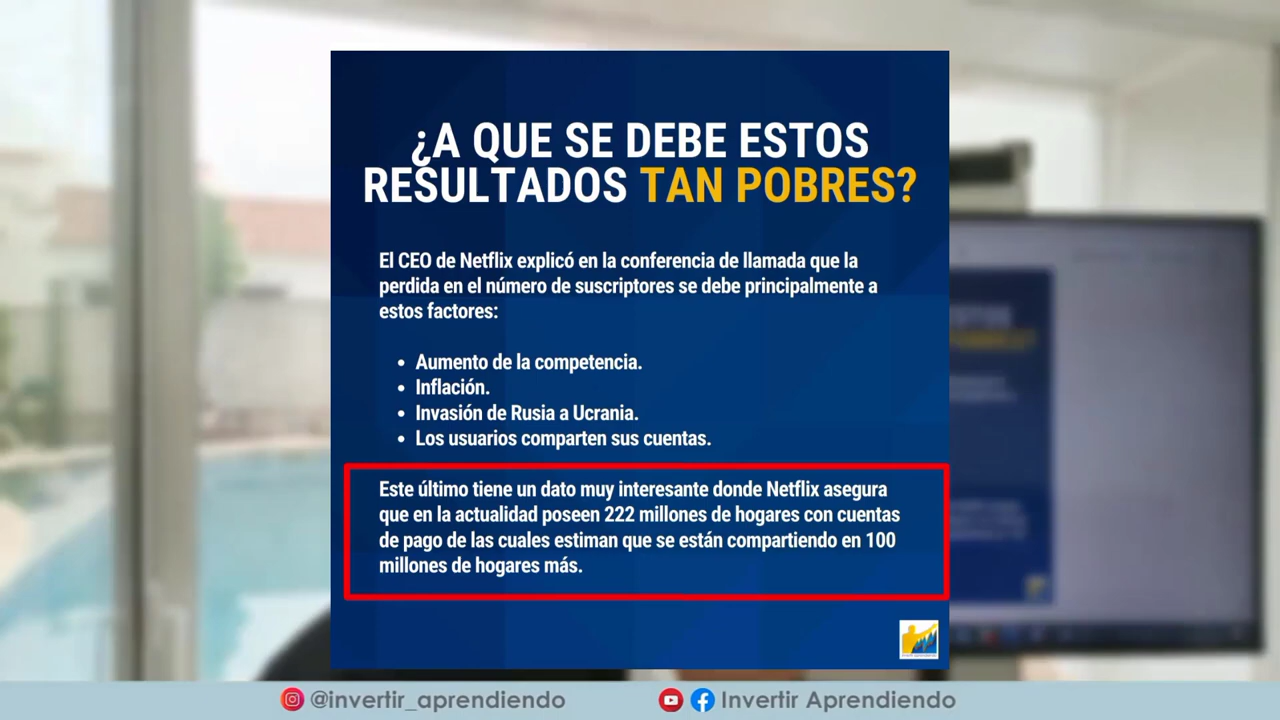 ¿A QUE SE DEBE ESTOS
RESULTADOS TAN POBRES?
El CEO de Netflix explicó en la conferencia de llamada que la
perdida en el número de suscriptores se debe principalmente a
estos factores:
• Aumento de la competencia.
• Inflación.
• Invasión de Rusia a Ucrania.
• Los usuarios comparten sus cuentas.
Este último tiene un dato muy interesante donde Netflix asegura
que en la actualidad poseen 222 millones de hogares con cuentas
de pago de las cuales estiman que se están compartiendo en 100
millones de hogares más.
@invertir_aprendiendo
Invertir Aprendiendo